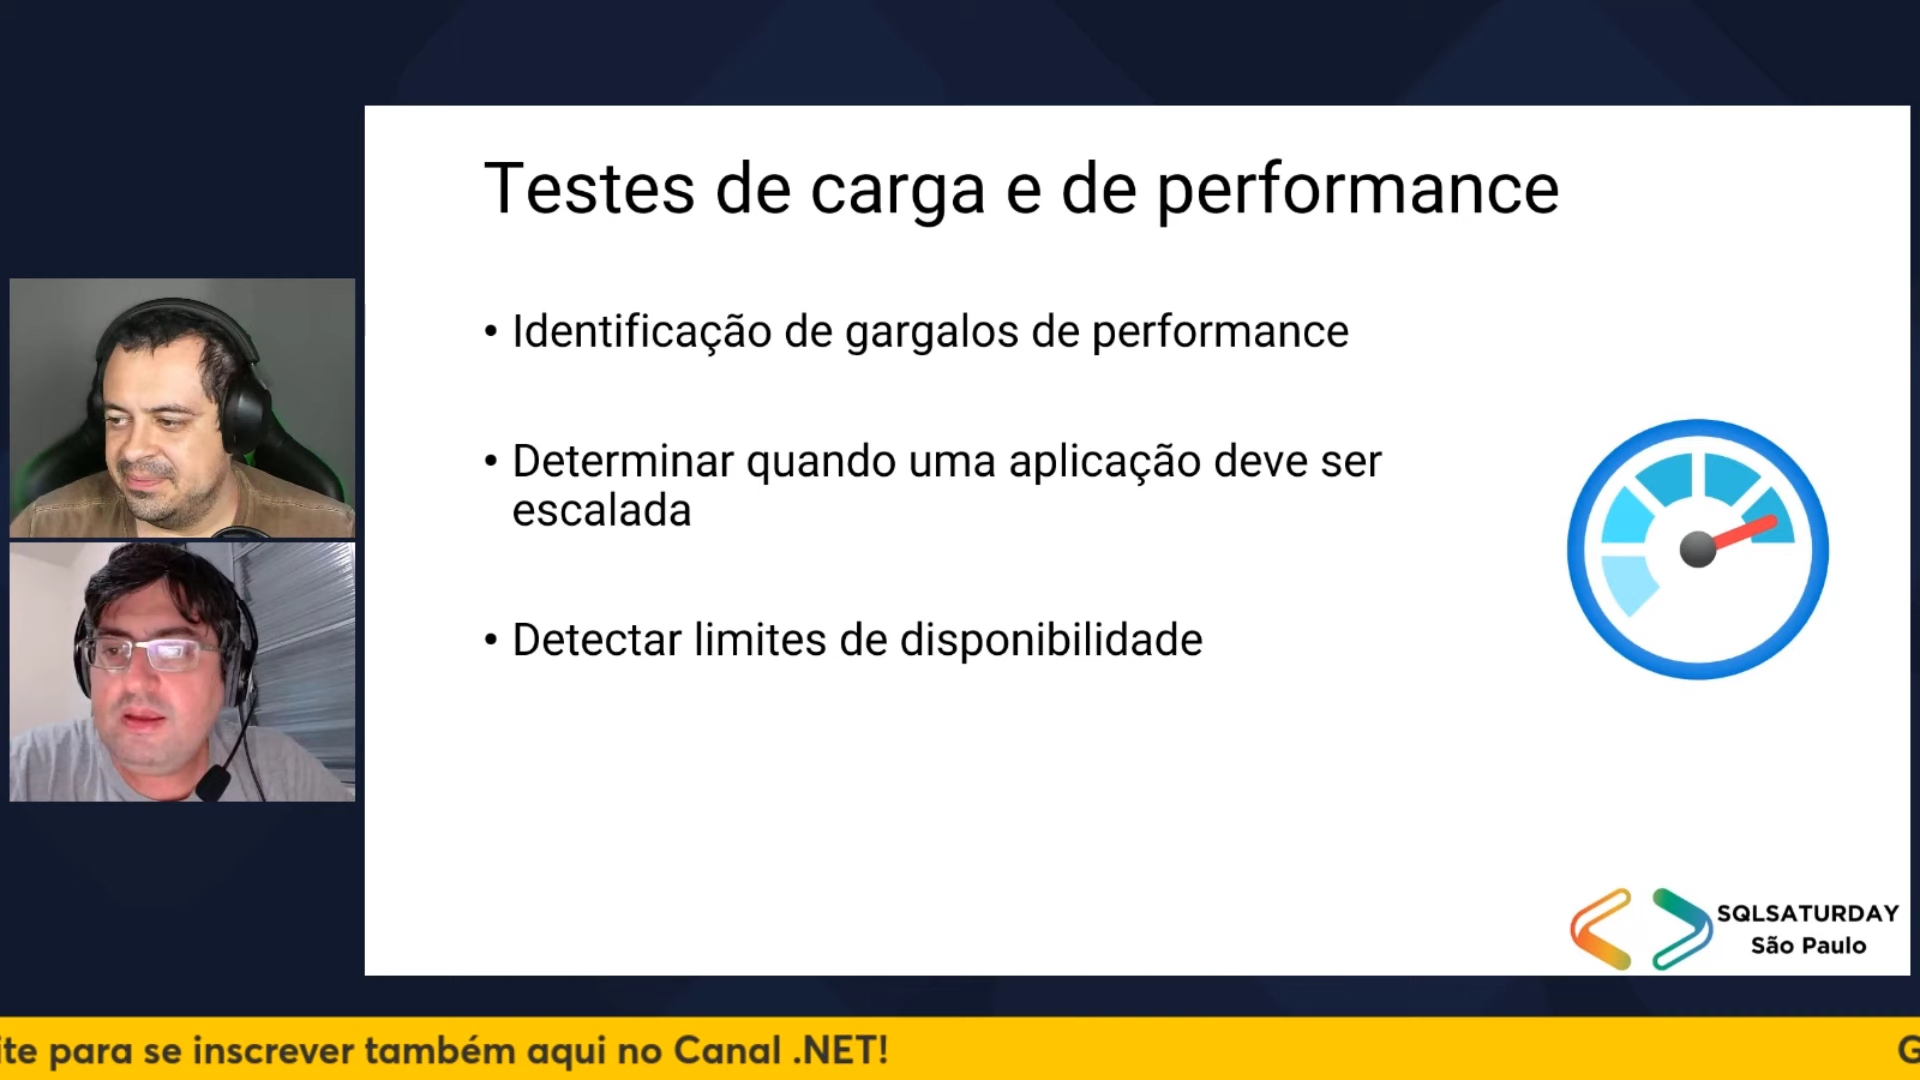 Testes de carga e de performance
• Identificação de gargalos de performance
• Determinar quando uma aplicação deve ser
escalada
• Detectar limites de disponibilidade
SQLSATURDAY
São Paulo
ite para se inscrever também aqui no Canal .NET!
G